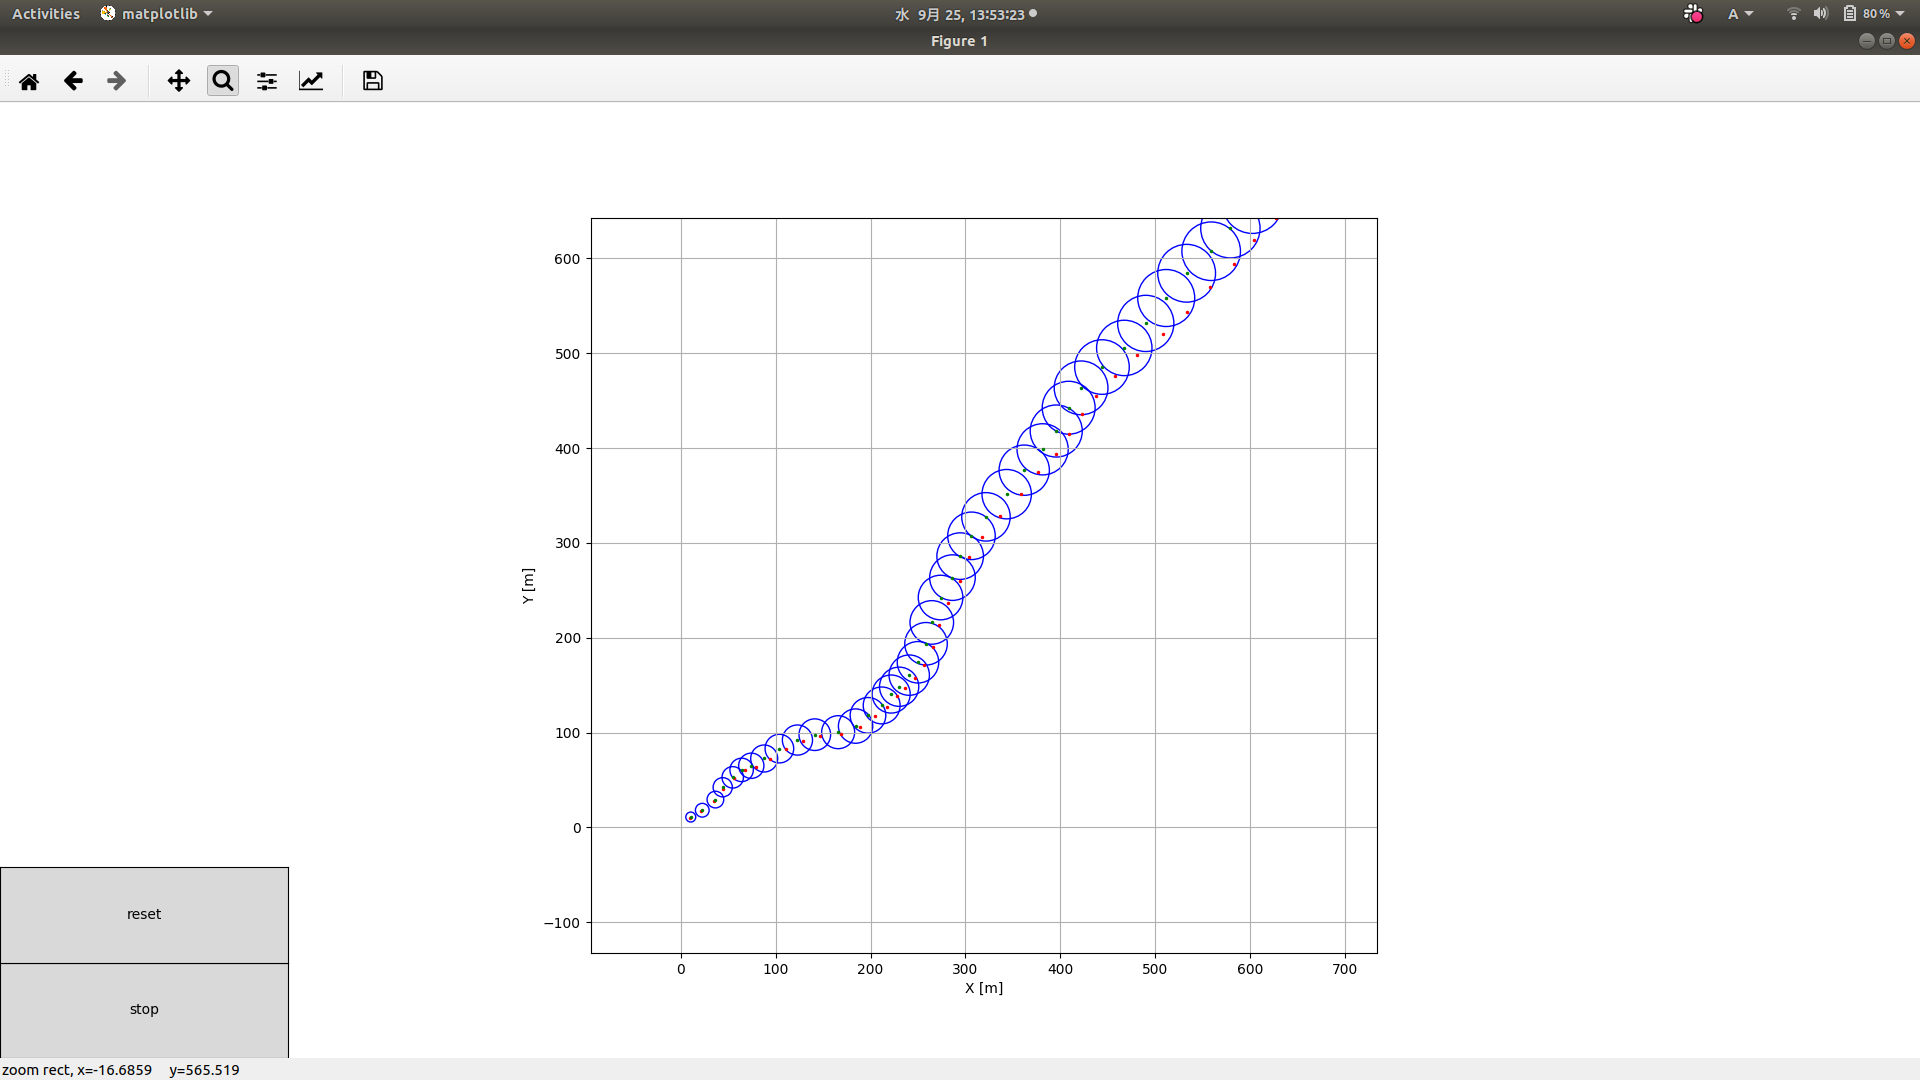 Activities matplotlib 水 9月 25, 13:53:23 A 80 %
Figure 1
600
500
400
300
200
100
0
−100
Y [m]
0 100 200 300 400 500 600 700
X [m]
reset
stop
zoom rect, x=-16.6859 y=565.519